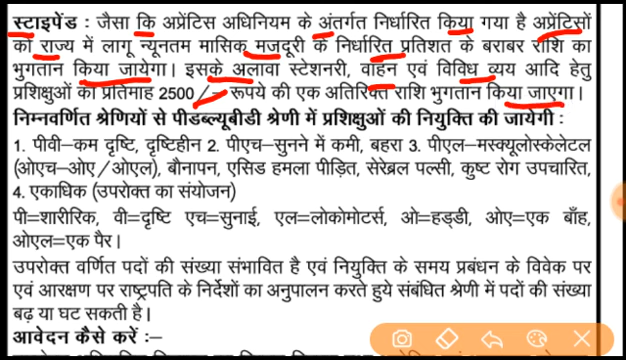 स्टाइपेंड : जैसा कि अप्रेंटिस अधिनियम के अंतर्गत निर्धारित किया गया है अप्रेंटिसों
को राज्य में लागू न्यूनतम मासिक मजदूरी के निर्धारित प्रतिशत के बराबर राशि का
भुगतान किया जायेगा। इसके अलावा स्टेशनरी, वाहन एवं विविध व्यय आदि हेतु
प्रशिक्षुओं को प्रतिमाह 2500/– रूपये की एक अतिरिक्त राशि भुगतान किया जाएगा।
निम्नवर्णित श्रेणियों से पीडब्ल्यूबीडी श्रेणी में प्रशिक्षुओं की नियुक्ति की जायेगी :
1. पीवी–कम दृष्टि, दृष्टिहीन 2. पीएच–सुनने में कमी, बहरा 3. पीएल–मस्क्यूलोस्केलेटल
(ओएच–ओए/ओएल), बौनापन, एसिड हमला पीड़ित, सेरेब्रल पल्सी, कुष्ट रोग उपचारित,
4. एकाधिक (उपरोक्त का संयोजन)
पी=शारीरिक, वी=दृष्टि एच=सुनाई, एल=लोकोमोटर्स, ओ=हड्डी, ओए=एक बाँह,
ओएल=एक पैर।
उपरोक्त वर्णित पदों की संख्या संभावित है एवं नियुक्ति के समय प्रबंधन के विवेक पर
एवं आरक्षण पर राष्ट्रपति के निर्देशों का अनुपालन करते हुये संबंधित श्रेणी में पदों की संख्या
बढ़ या घट सकती है।
आवेदन कैसे करें :–